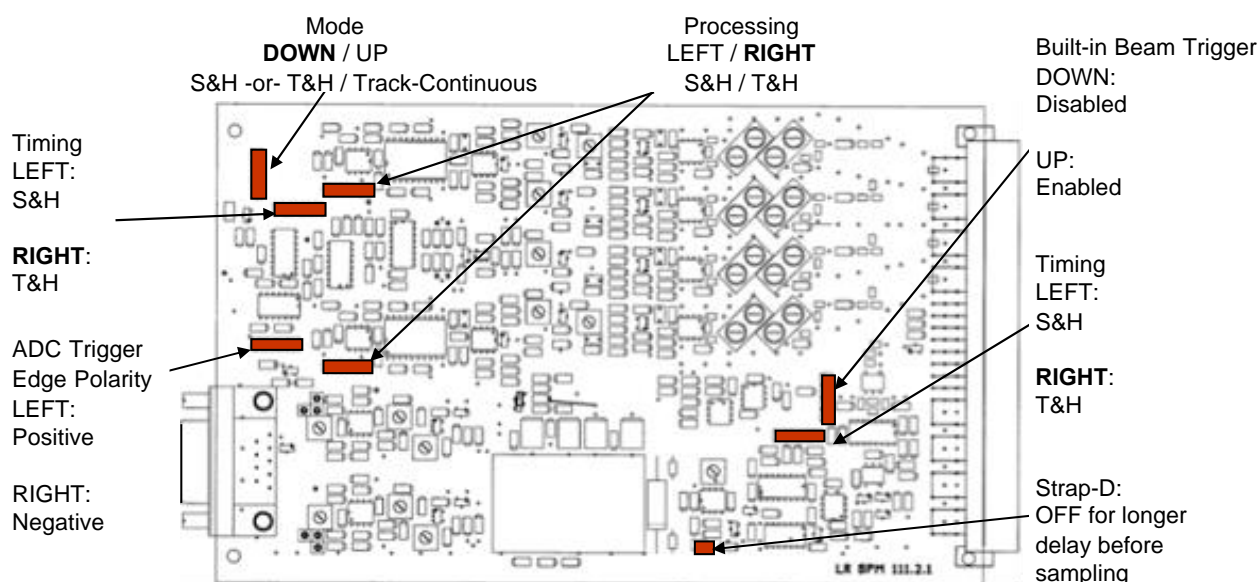 Mode
DOWN / UP
S&H -or- T&H / Track-Continuous
Processing
LEFT / RIGHT
S&H / T&H
Built-in Beam Trigger
DOWN:
Disabled
UP:
Enabled
Timing
LEFT:
S&H
RIGHT:
T&H
ADC Trigger
Edge Polarity
LEFT:
Positive
RIGHT:
Negative
Timing
LEFT:
S&H
RIGHT:
T&H
Strap-D:
OFF for longer
delay before
sampling
LR BPM 111.2.1